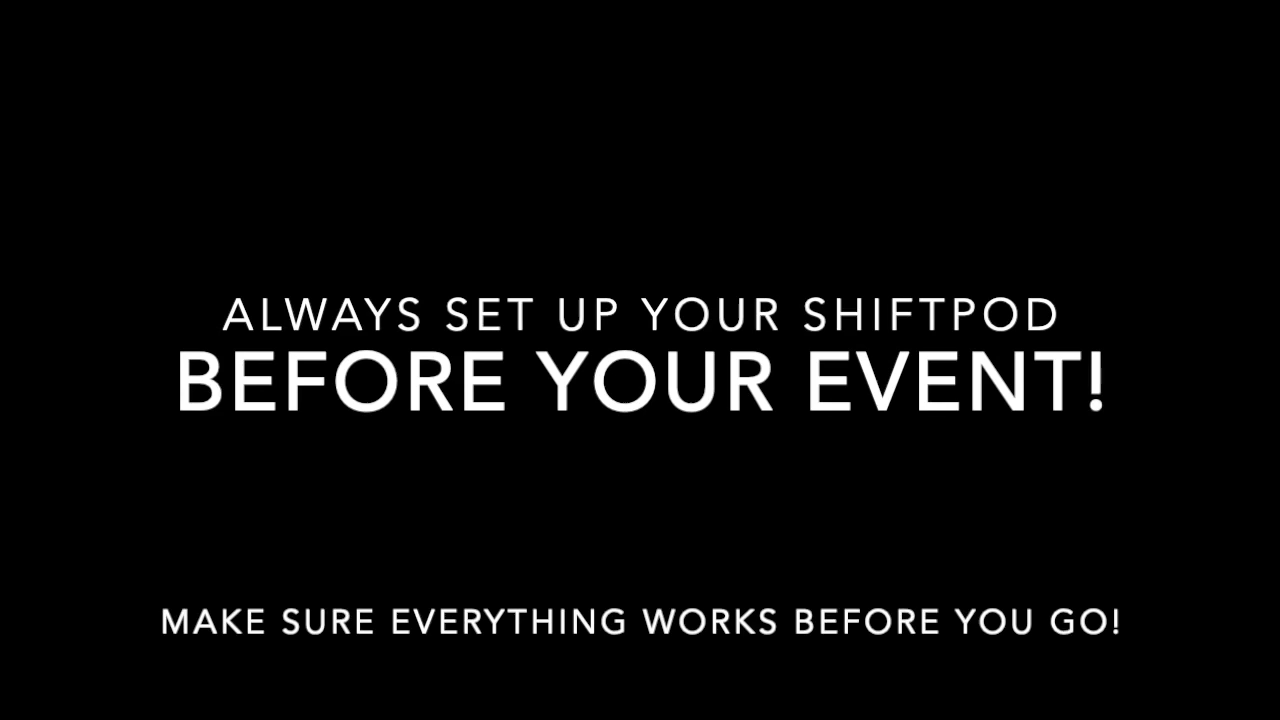 ALWAYS SET UP YOUR SHIFTPOD
BEFORE YOUR EVENT!
MAKE SURE EVERYTHING WORKS BEFORE YOU GO!